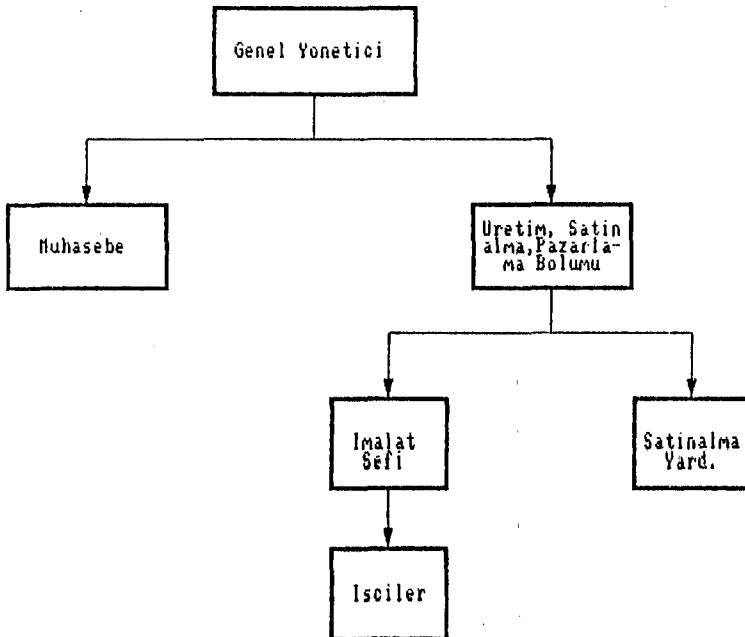 Genel Yonetici
Muhasebe
Uretim, Satin
alma,Pazarla-
ma Bolumu
Imalat
Sefi
Satinalma
Yard.
Isciler